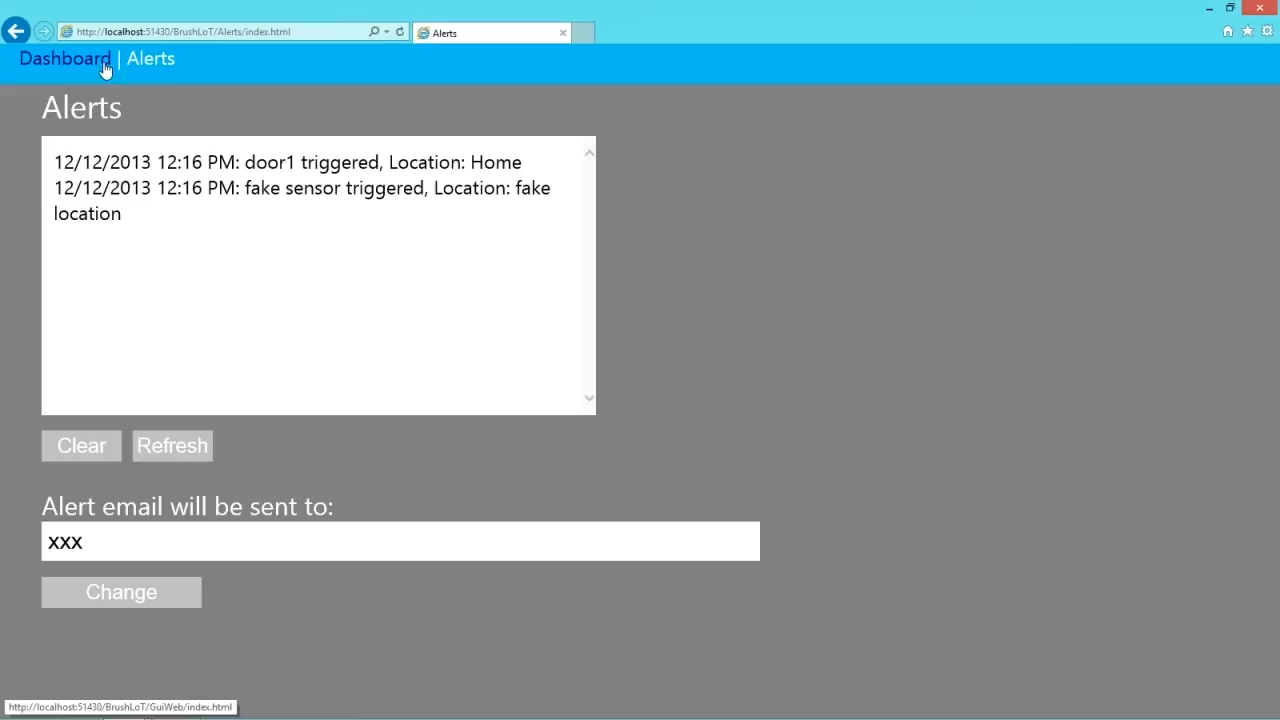 http://localhost:51430/BrushLoT/Alerts/index.html
Alerts
Dashboard | Alerts
Alerts
12/12/2013 12:16 PM: door1 triggered, Location: Home
12/12/2013 12:16 PM: fake sensor triggered, Location: fake
location
Clear Refresh
Alert email will be sent to:
xxx
Change
http://localhost:51430/BrushLoT/GuiWeb/index.html